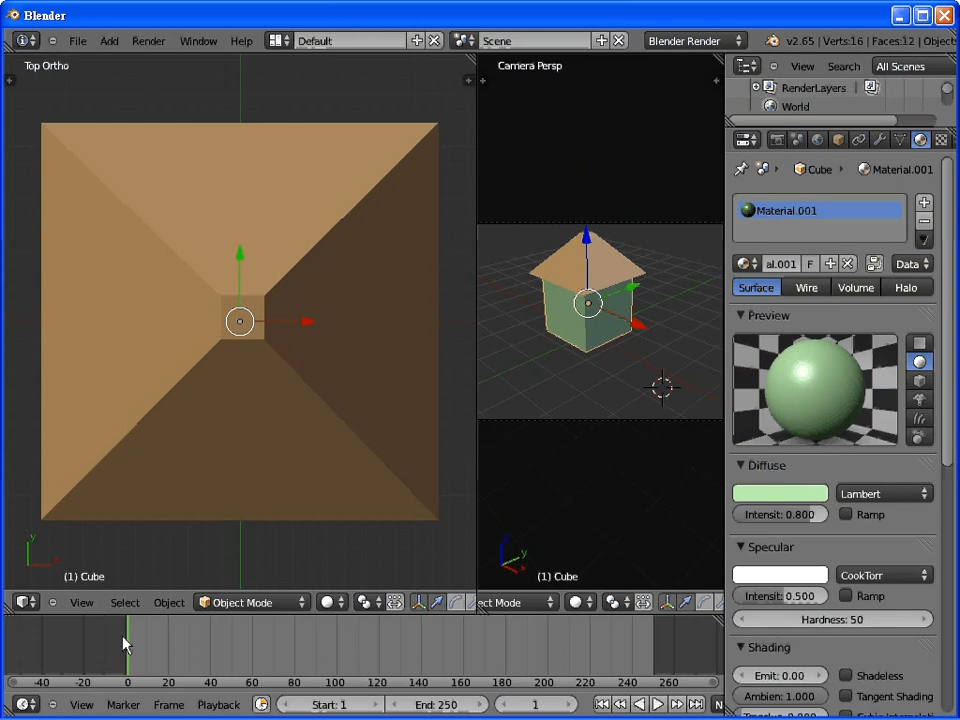 Blender
File Add Render Window Help Default Scene Blender Render v2.65 | Verts:16 | Faces:12 | Objects
Top Ortho
Camera Persp
View Search All Scenes
RenderLayers
World
Cube Material.001
Material.001
al.001 F Data
Surface Wire Volume Halo
Preview
Diffuse
Lambert
Intensit: 0.800 Ramp
Specular
CookTorr
Intensit: 0.500 Ramp
Hardness: 50
Shading
Emit: 0.00 Shadeless
Ambien: 1.000 Tangent Shading
y
x
z
y
x
(1) Cube
(1) Cube
View Select Object Object Mode
ect Mode
-40 -20 0 20 40 60 80 100 120 140 160 180 200 220 240 260
View Marker Frame Playback Start: 1 End: 250 1 N